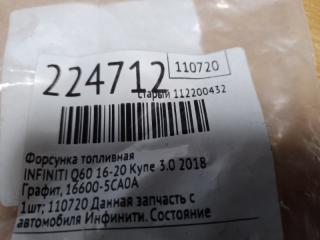 224712
110720
старый 112200432
Форсунка топливная
INFINITI Q60 16-20 Купе 3.0 2018
Графит, 16600-5CA0A
1шт; 110720 Данная запчасть с
автомобиля Инфинити. Состояние